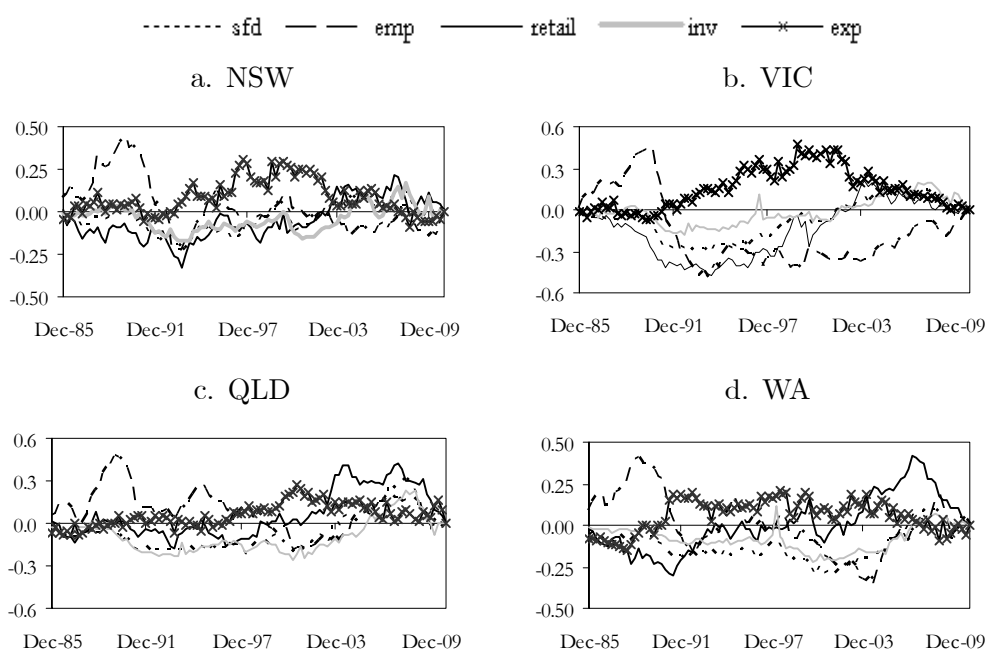 sfd emp retail inv exp
a. NSW
b. VIC
0.50
0.25
0.00
-0.25
-0.50
Dec-85 Dec-91 Dec-97 Dec-03 Dec-09
0.6
0.3
0.0
-0.3
-0.6
Dec-85 Dec-91 Dec-97 Dec-03 Dec-09
c. QLD
d. WA
0.6
0.3
0.0
-0.3
-0.6
Dec-85 Dec-91 Dec-97 Dec-03 Dec-09
0.50
0.25
0.00
-0.25
-0.50
Dec-85 Dec-91 Dec-97 Dec-03 Dec-09